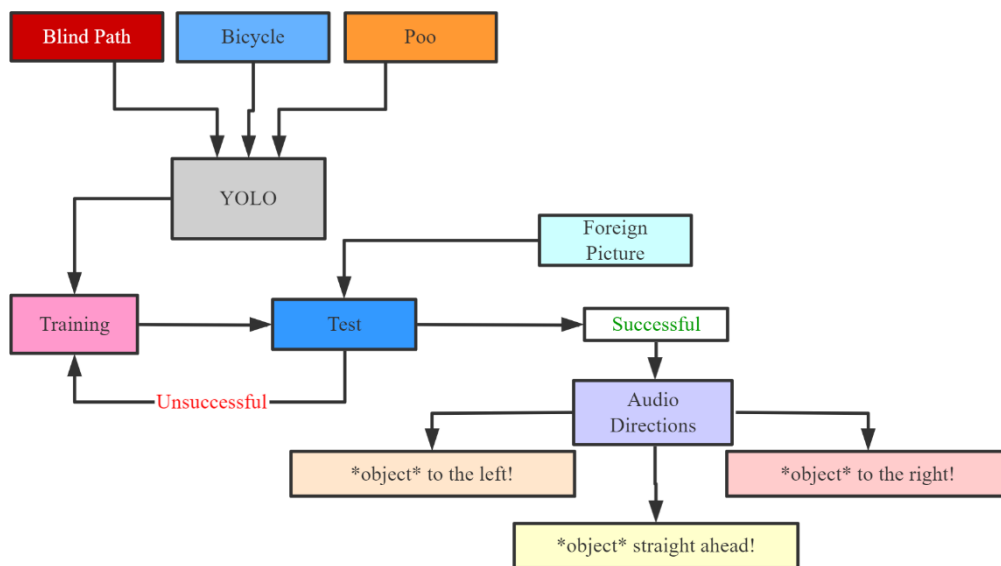 Blind Path
Bicycle
Poo
YOLO
Foreign
Picture
Training
Test
Successful
Unsuccessful
Audio
Directions
*object* to the left!
*object* to the right!
*object* straight ahead!